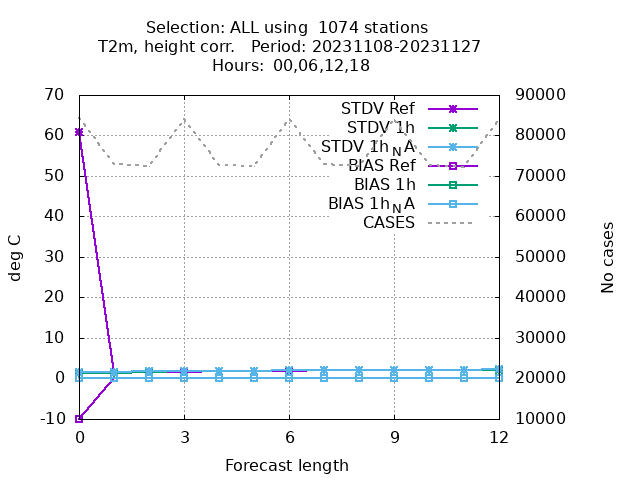 Selection: ALL using  1074 stations
T2m, height corr.   Period: 20231108-20231127
Hours:  00,06,12,18
70
60
50
40
30
20
10
0
-10
deg C
90000
80000
70000
60000
50000
40000
30000
20000
10000
No cases
STDV Ref
STDV 1h
STDV 1hNA
BIAS Ref
BIAS 1h
BIAS 1hNA
CASES
0 3 6 9 12
Forecast length